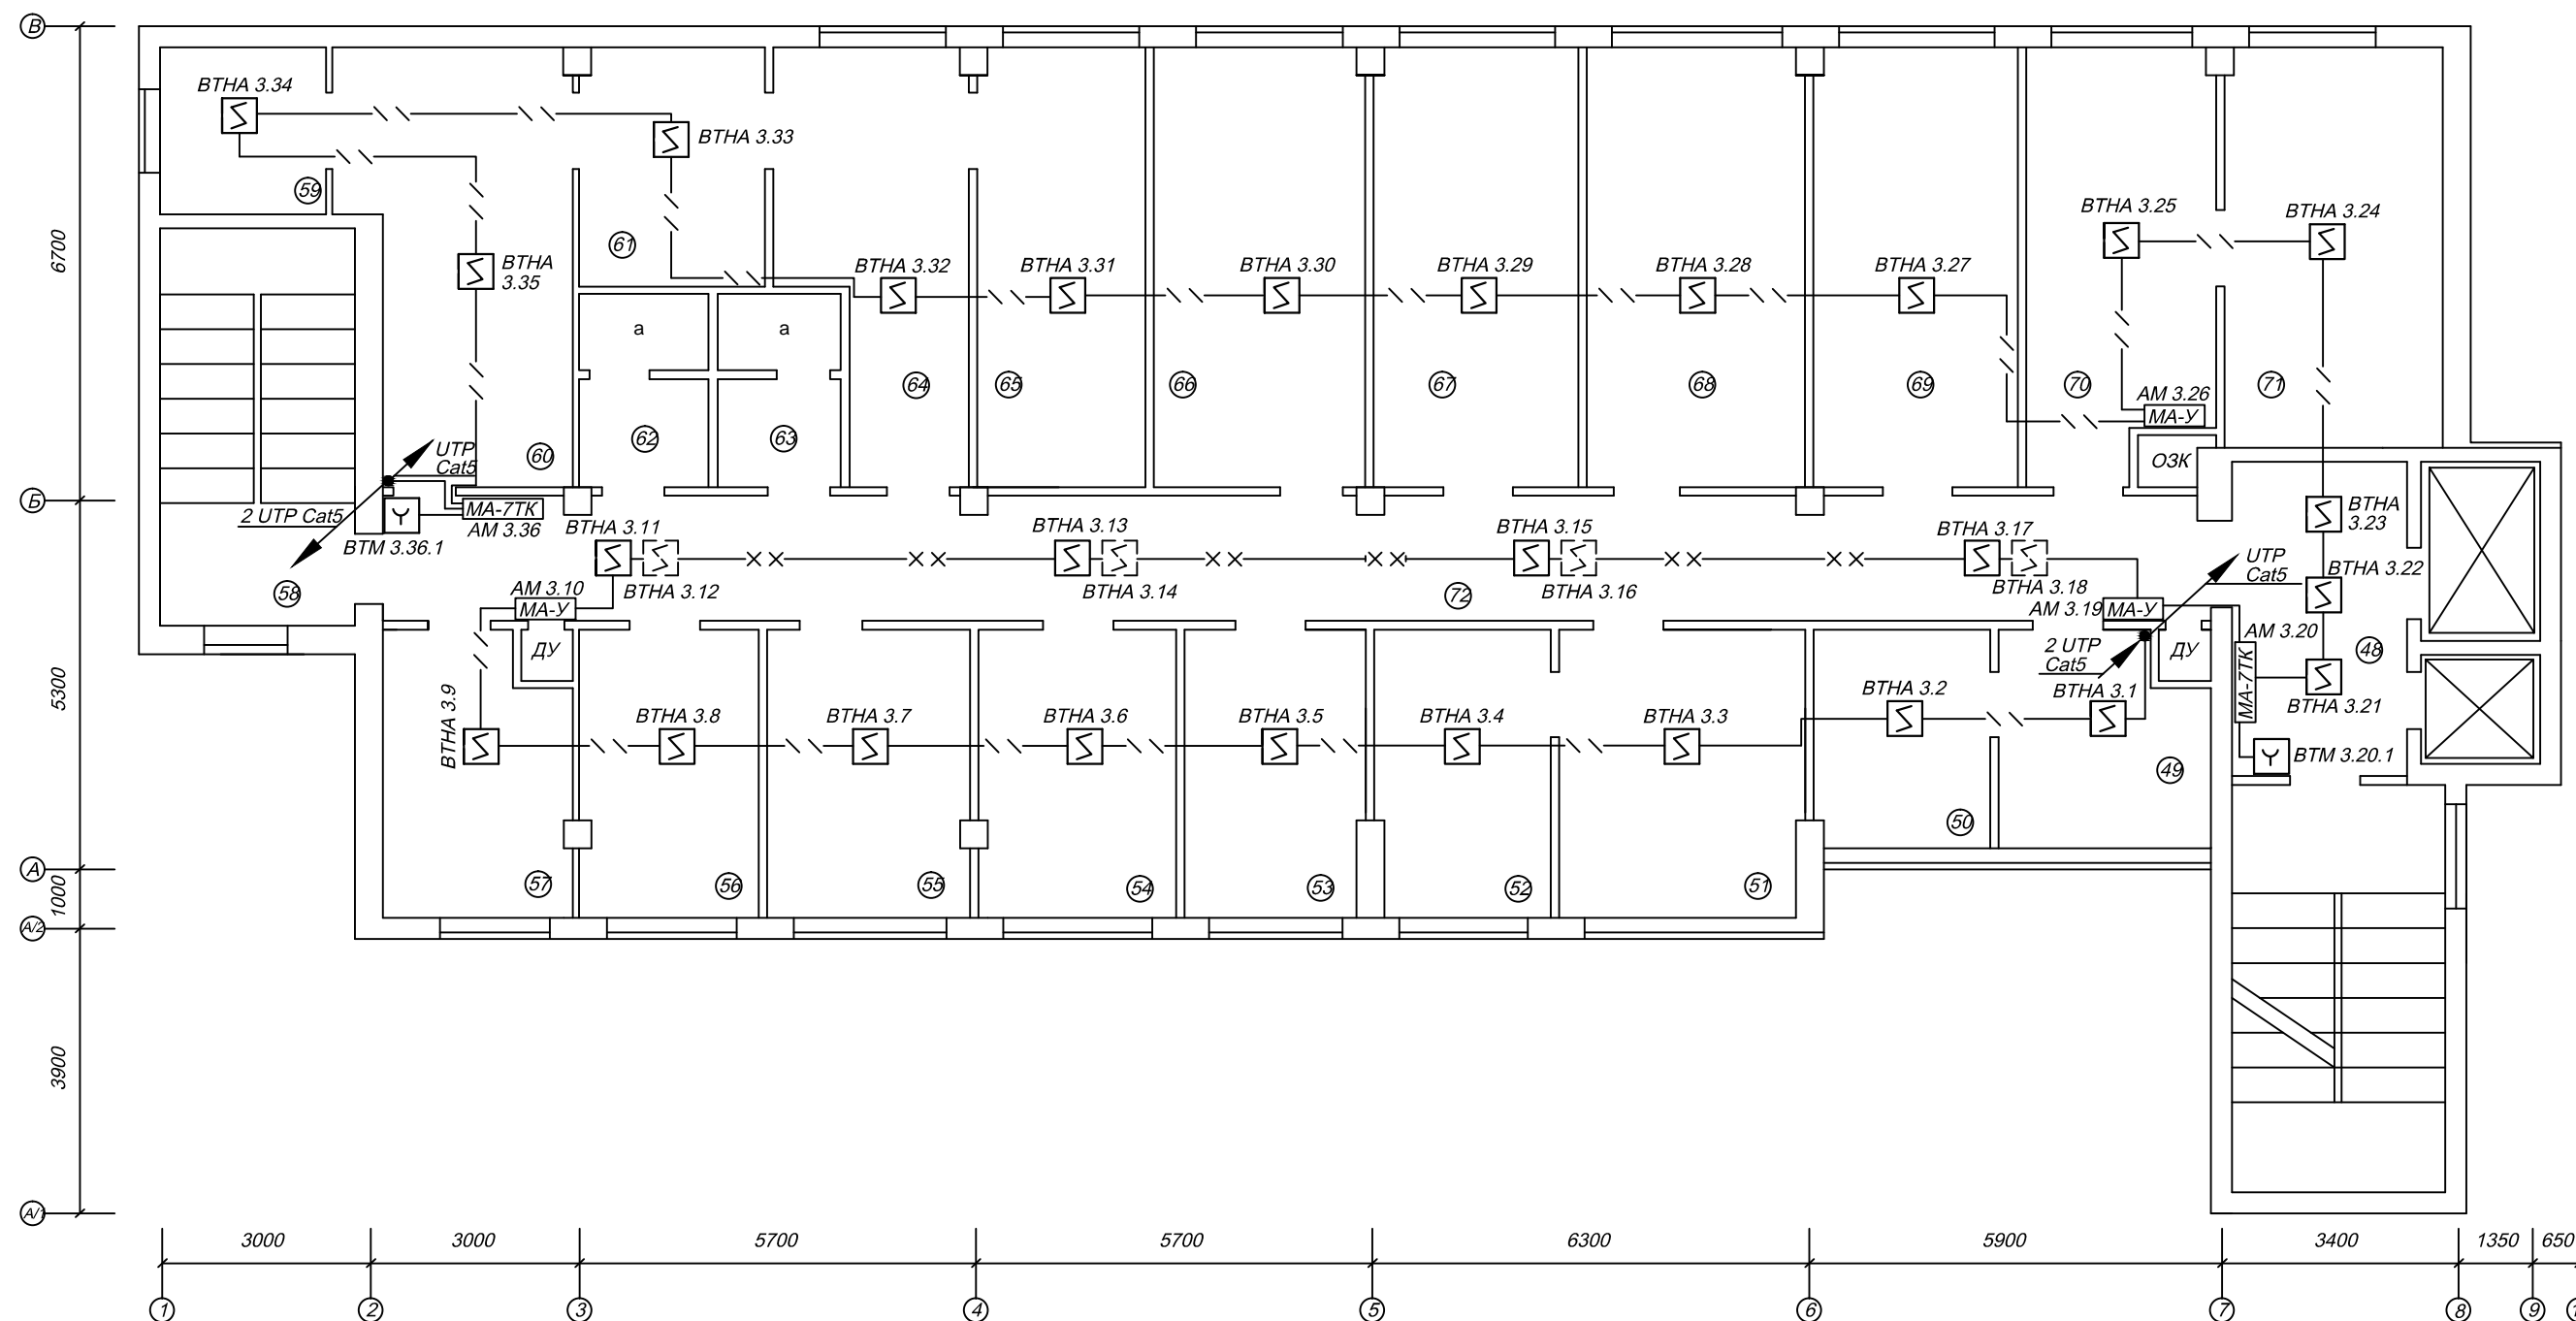 В
ВТНА 3.34
ВТНА 3.33
59
61
6700
ВТНА
3.35
ВТНА 3.32
ВТНА 3.31
ВТНА 3.30
ВТНА 3.29
ВТНА 3.28
ВТНА 3.27
ВТНА 3.25
ВТНА 3.24
а
а
64
65
66
67
68
69
70
71
АМ 3.26
МА-У
60
62
63
ОЗК
UTP
Cat5
Б
2 UTP Cat5
МА-7ТК
АМ 3.36
ВТМ 3.36.1
ВТНА 3.11
ВТНА 3.13
ВТНА 3.15
ВТНА 3.17
ВТНА
3.23
58
АМ 3.10
МА-У
ВТНА 3.12
ВТНА 3.14
ВТНА 3.16
72
ВТНА 3.18
АМ 3.19
МА-У
UTP
Cat5
ВТНА 3.22
ДУ
2 UTP
Cat5
ДУ
АМ 3.20
МА-7ТК
48
5300
ВТНА 3.9
ВТНА 3.8
ВТНА 3.7
ВТНА 3.6
ВТНА 3.5
ВТНА 3.4
ВТНА 3.3
ВТНА 3.2
ВТНА 3.1
ВТНА 3.21
ВТМ 3.20.1
49
50
А
57
56
55
54
53
52
51
1000
А/2
3900
А/1
3000
3000
5700
5700
6300
5900
3400
1350
650
1
2
3
4
5
6
7
8
9